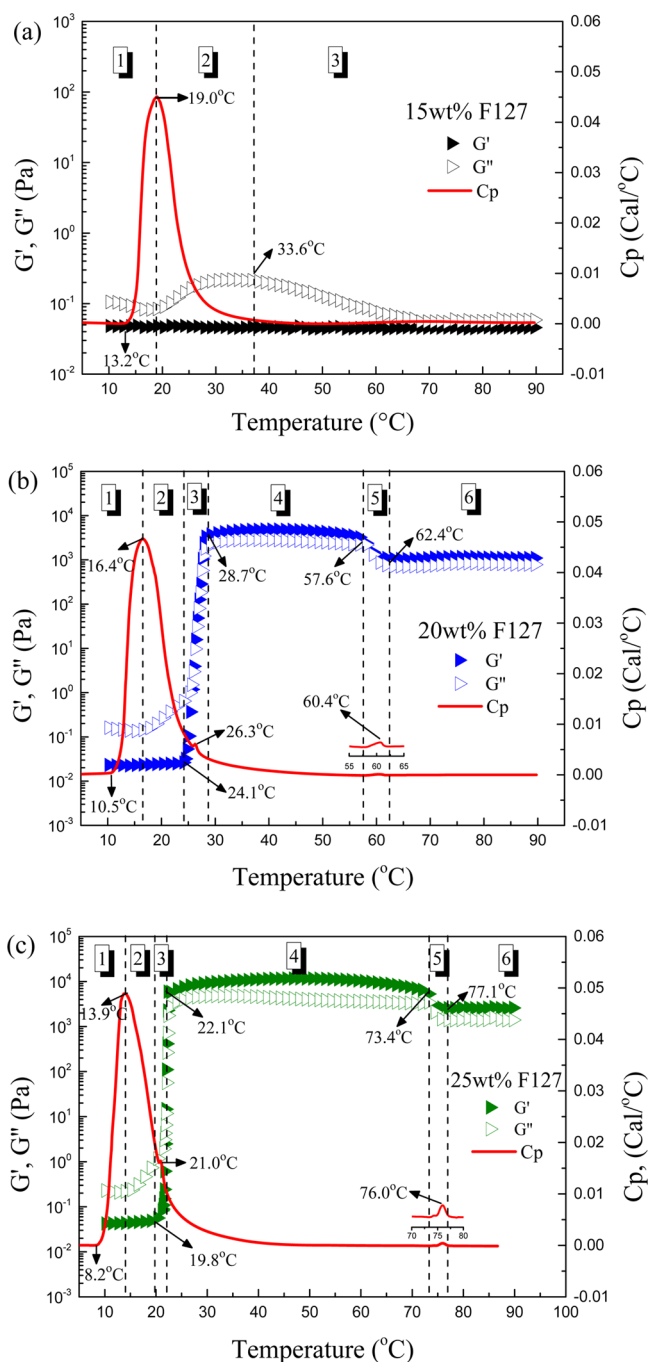 (a)
10³
10²
10¹
10⁰
10⁻¹
10⁻²
G', G" (Pa)
1
2
3
19.0°C
15wt% F127
G'
G"
Cp
33.6°C
13.2°C
0.06
0.05
0.04
0.03
0.02
0.01
0.00
-0.01
Cp (Cal/°C)
10 20 30 40 50 60 70 80 90
Temperature (°C)
(b)
10⁵
10⁴
10³
10²
10¹
10⁰
10⁻¹
10⁻²
10⁻³
G', G" (Pa)
1
2
3
4
5
6
16.4°C
28.7°C
57.6°C
62.4°C
20wt% F127
G'
G"
Cp
60.4°C
55 60 65
26.3°C
24.1°C
10.5°C
0.06
0.05
0.04
0.03
0.02
0.01
0.00
-0.01
Cp (Cal/°C)
10 20 30 40 50 60 70 80 90
Temperature (°C)
(c)
10⁵
10⁴
10³
10²
10¹
10⁰
10⁻¹
10⁻²
10⁻³
G', G" (Pa)
1
2
3
4
5
6
13.9°C
22.1°C
73.4°C
77.1°C
25wt% F127
G'
G"
Cp
21.0°C
76.0°C
70 75 80
19.8°C
8.2°C
0.06
0.05
0.04
0.03
0.02
0.01
0.00
-0.01
Cp, (Cal/°C)
10 20 30 40 50 60 70 80 90 100
Temperature (°C)